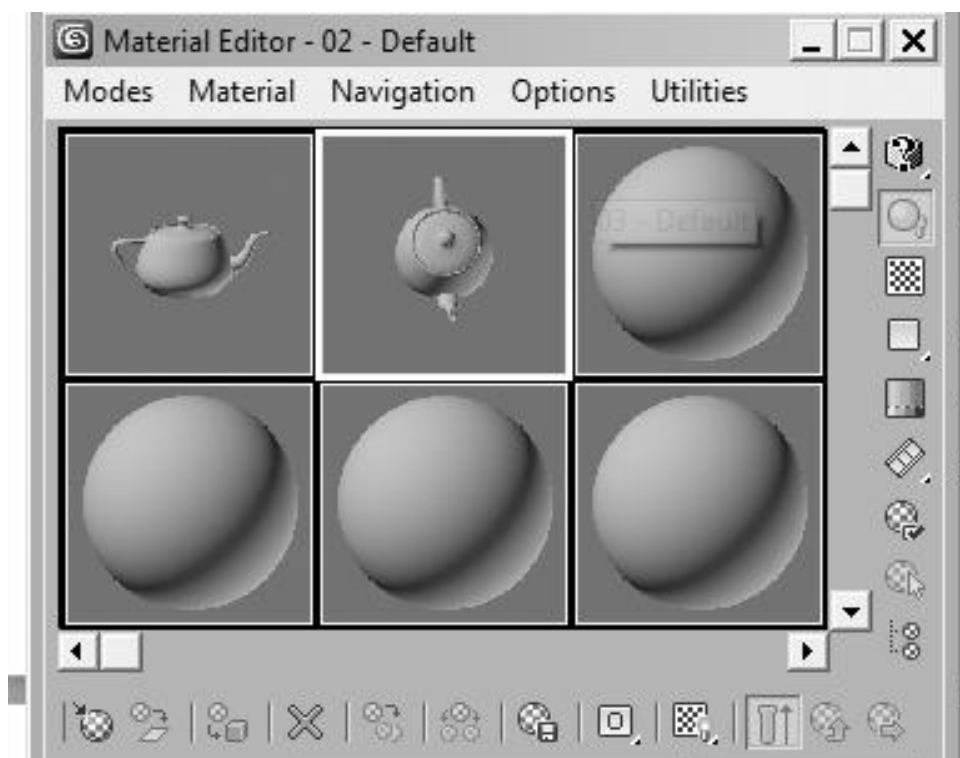 Material Editor - 02 - Default
Modes Material Navigation Options Utilities
03 - Default